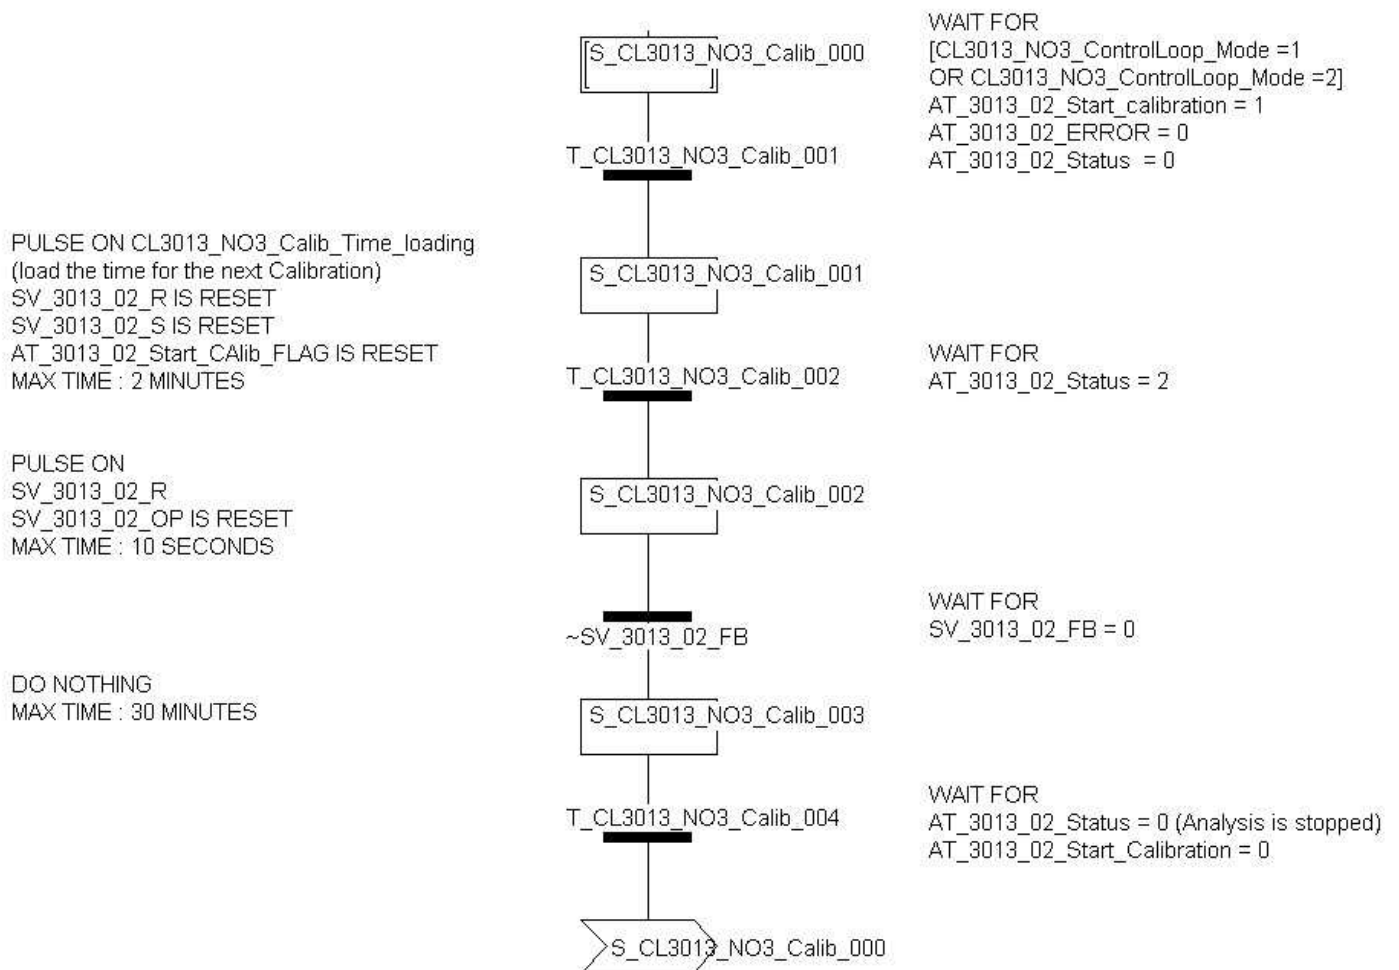 WAIT FOR
[CL3013_NO3_ControlLoop_Mode =1
OR CL3013_NO3_ControlLoop_Mode =2]
AT_3013_02_Start_calibration = 1
AT_3013_02_ERROR = 0
AT_3013_02_Status = 0
S_CL3013_NO3_Calib_000
T_CL3013_NO3_Calib_001
PULSE ON CL3013_NO3_Calib_Time_loading
(load the time for the next Calibration)
SV_3013_02_R IS RESET
SV_3013_02_S IS RESET
AT_3013_02_Start_CAlib_FLAG IS RESET
MAX TIME : 2 MINUTES
S_CL3013_NO3_Calib_001
T_CL3013_NO3_Calib_002
WAIT FOR
AT_3013_02_Status = 2
PULSE ON
SV_3013_02_R
SV_3013_02_OP IS RESET
MAX TIME : 10 SECONDS
S_CL3013_NO3_Calib_002
~SV_3013_02_FB
WAIT FOR
SV_3013_02_FB = 0
DO NOTHING
MAX TIME : 30 MINUTES
S_CL3013_NO3_Calib_003
T_CL3013_NO3_Calib_004
WAIT FOR
AT_3013_02_Status = 0 (Analysis is stopped)
AT_3013_02_Start_Calibration = 0
S_CL3013_NO3_Calib_000